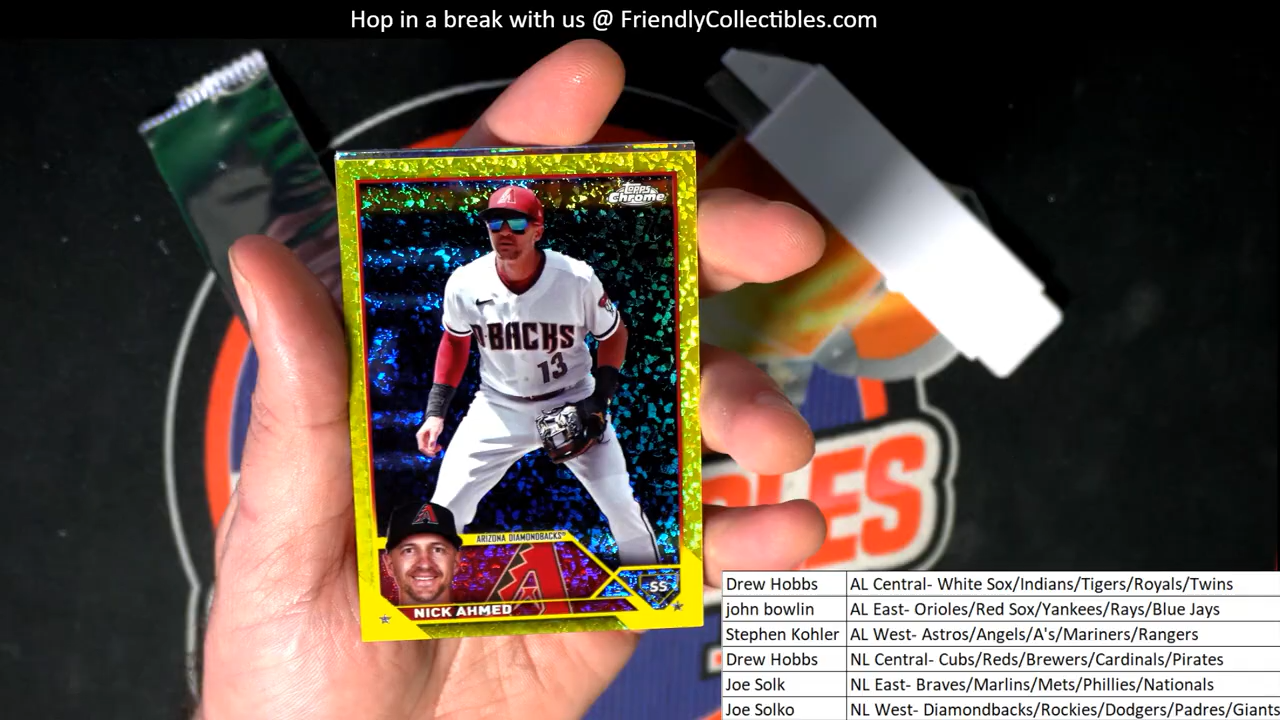 Hop in a break with us @ FriendlyCollectibles.com
Topps
Chrome
D-BACKS
13
ARIZONA DIAMONDBACKS
SS
NICK AHMED
LES
Drew Hobbs AL Central- White Sox/Indians/Tigers/Royals/Twins
john bowlin AL East- Orioles/Red Sox/Yankees/Rays/Blue Jays
Stephen Kohler AL West- Astros/Angels/A's/Mariners/Rangers
Drew Hobbs NL Central- Cubs/Reds/Brewers/Cardinals/Pirates
Joe Solk NL East- Braves/Marlins/Mets/Phillies/Nationals
Joe Solko NL West- Diamondbacks/Rockies/Dodgers/Padres/Giants